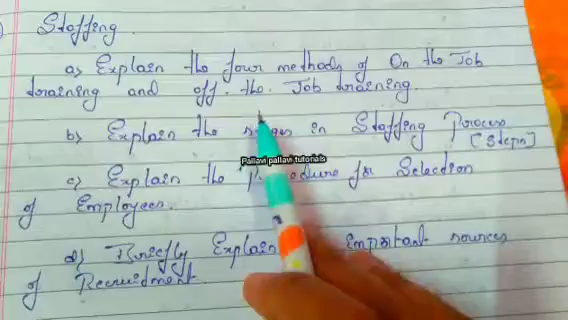 Staffing.
a) Explain the four methods of On the Job
training and off. the. Job training.
b) Explain the stages in Staffing Process
[Steps]
Pallavi pallavi tutorials
c) Explain the for Selection
of Employees.
d) Briefly Explain important sources
of Recruitment.